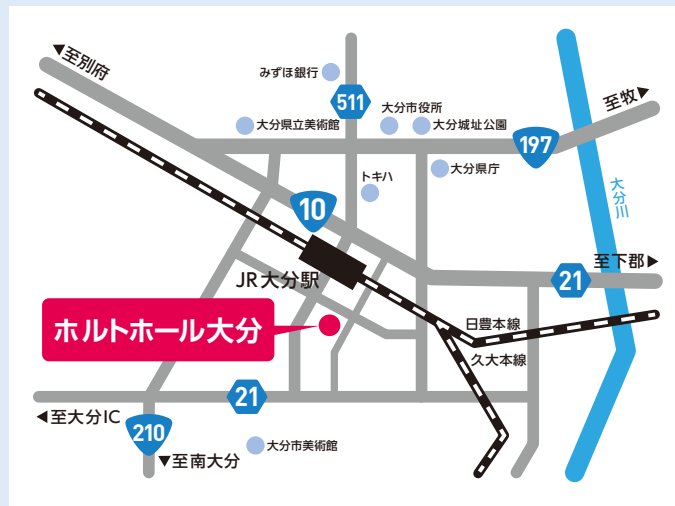 ◀至別府
みずほ銀行
511
大分市役所
至牧▶
大分県立美術館
大分城址公園
197
トキハ
大分県庁
大分川
10
JR大分駅
至下郡▶
21
ホルトホール大分
日豊本線
久大本線
21
◀至大分IC
210
大分市美術館
▼至南大分